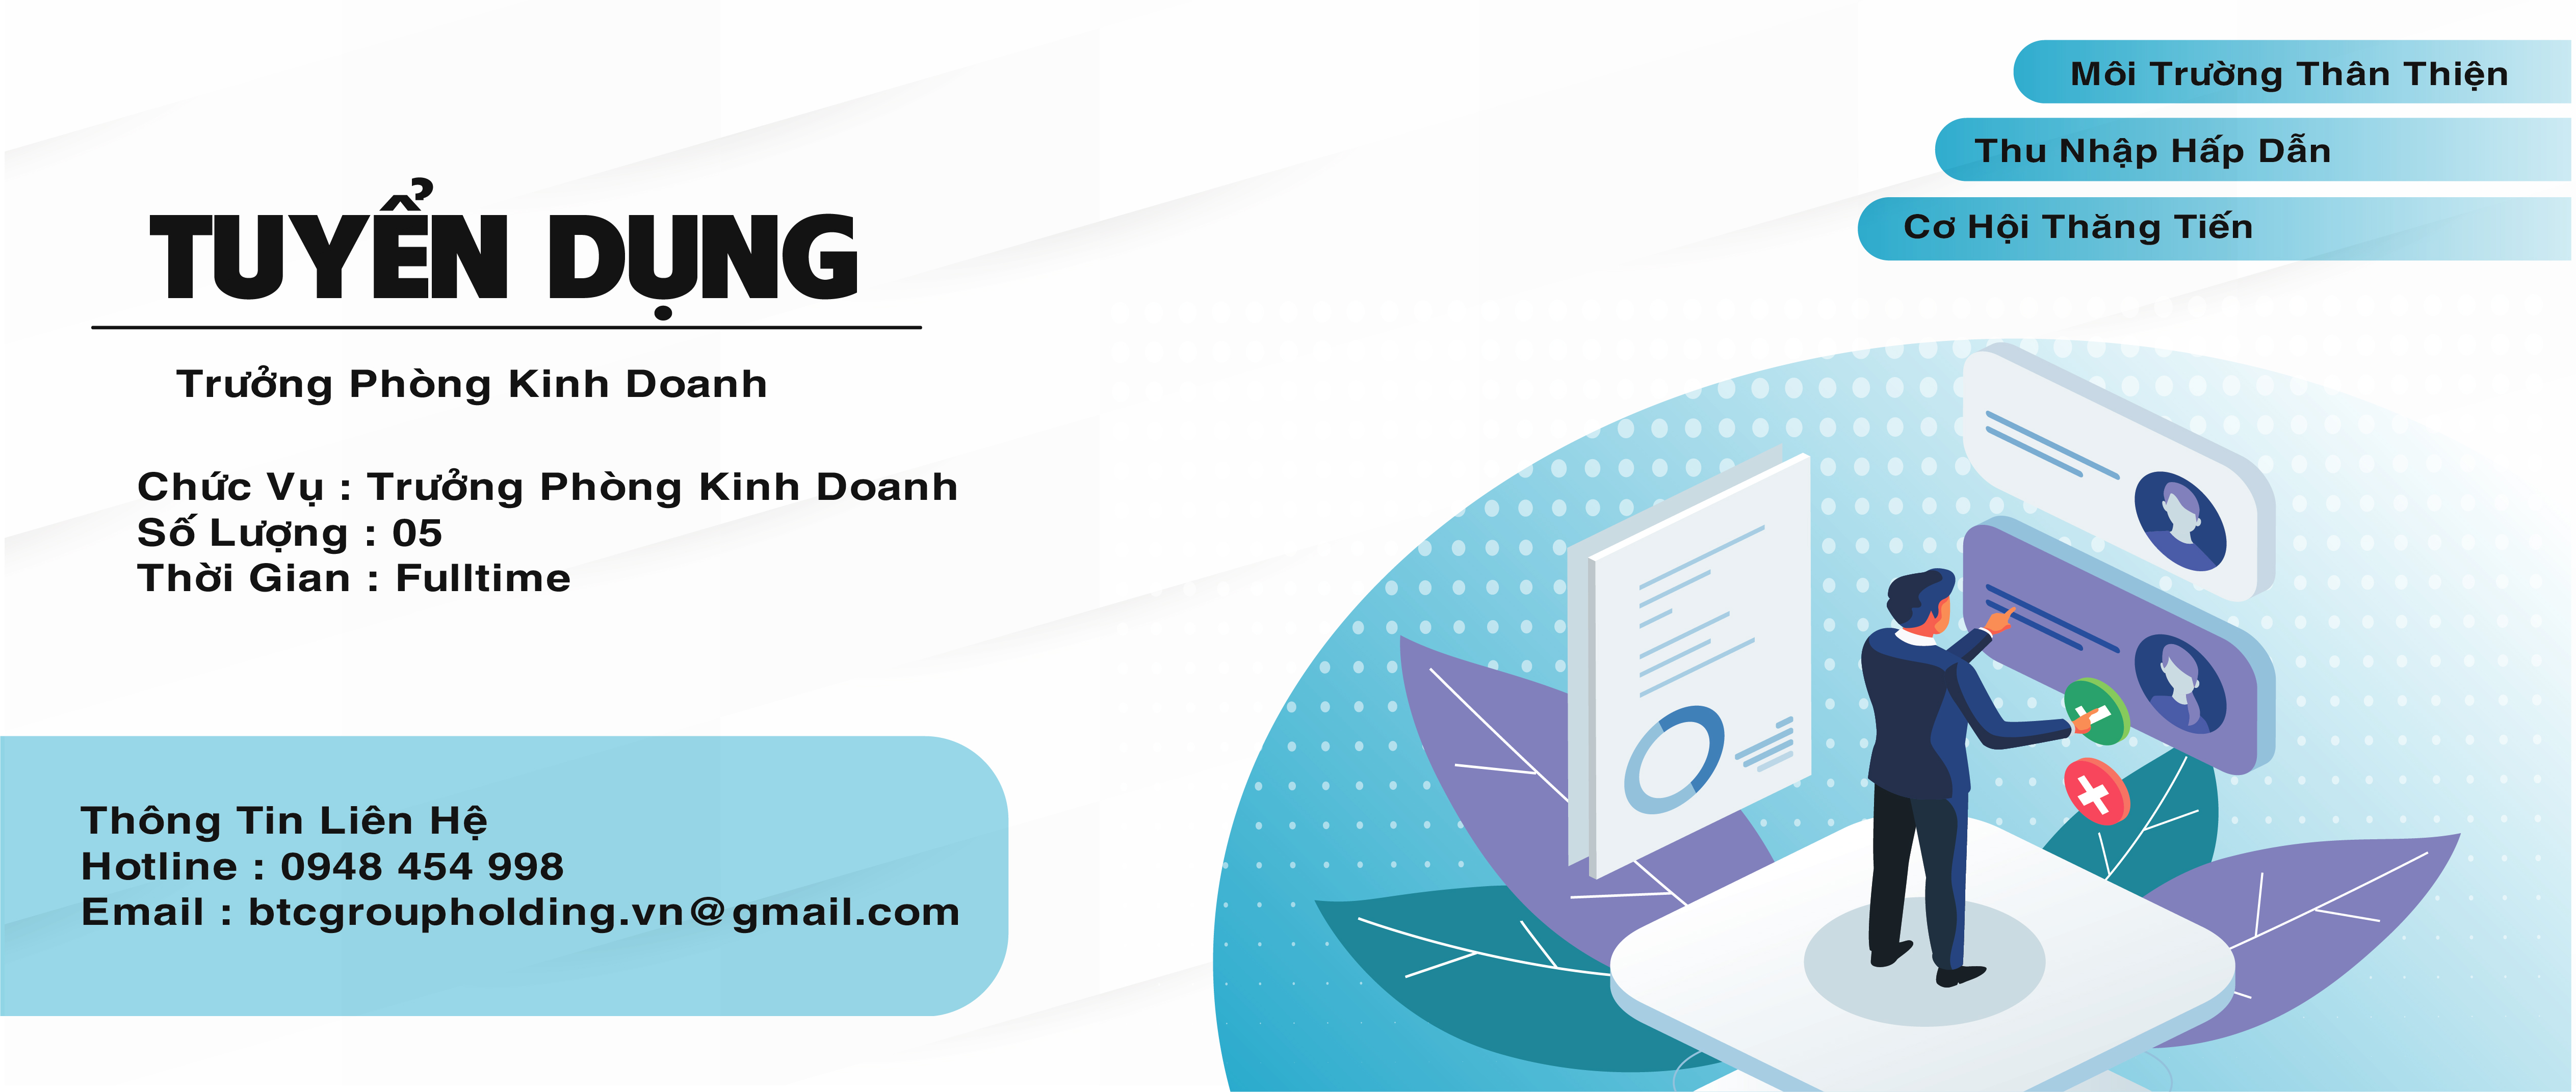 TUYỂN DỤNG
Trưởng Phòng Kinh Doanh
Chức Vụ : Trưởng Phòng Kinh Doanh
Số Lượng : 05
Thời Gian : Fulltime
Thông Tin Liên Hệ
Hotline : 0948 454 998
Email : btcgroupholding.vn@gmail.com
Môi Trường Thân Thiện
Thu Nhập Hấp Dẫn
Cơ Hội Thăng Tiến